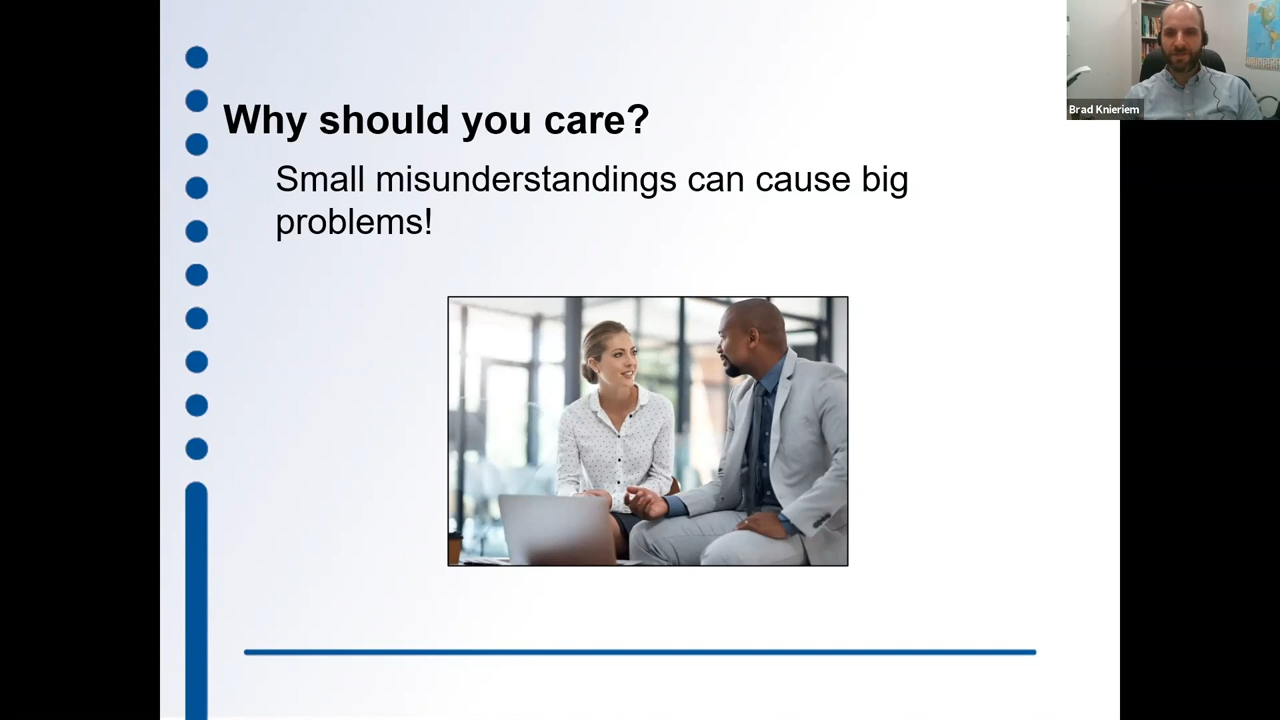 Why should you care?
Small misunderstandings can cause big
problems!
Brad Knieriem